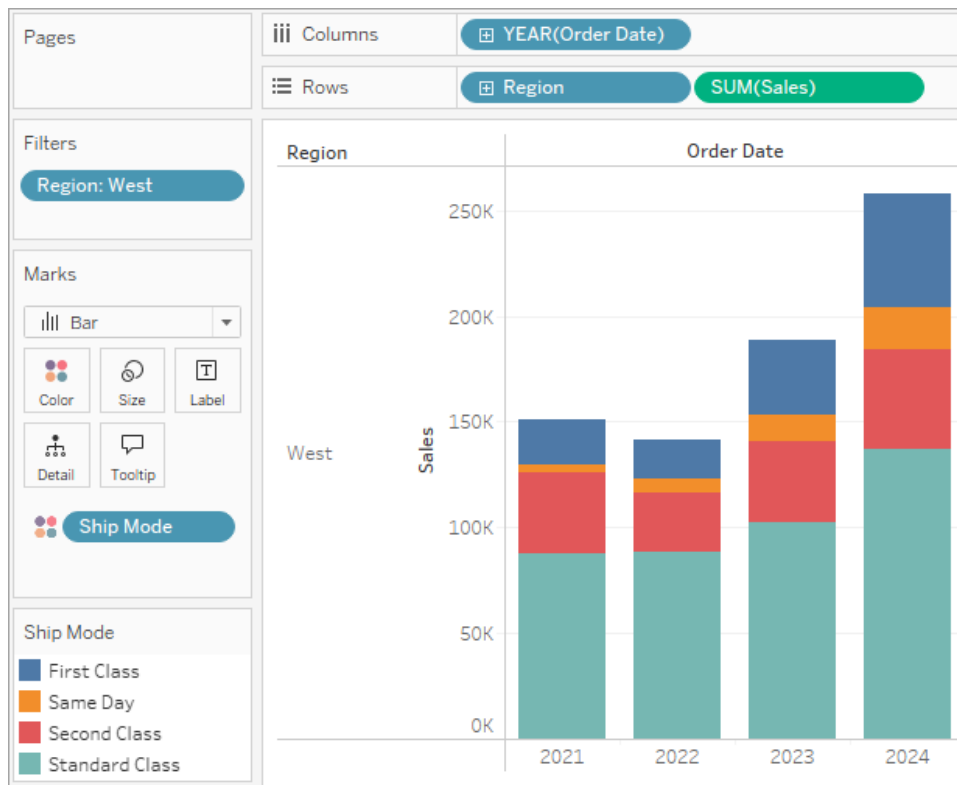 Pages
Columns
YEAR(Order Date)
Rows
Region
SUM(Sales)
Filters
Region: West
Marks
Bar
Color
Size
Label
Detail
Tooltip
Ship Mode
Ship Mode
First Class
Same Day
Second Class
Standard Class
Region
Order Date
West
Sales
250K
200K
150K
100K
50K
0K
2021
2022
2023
2024